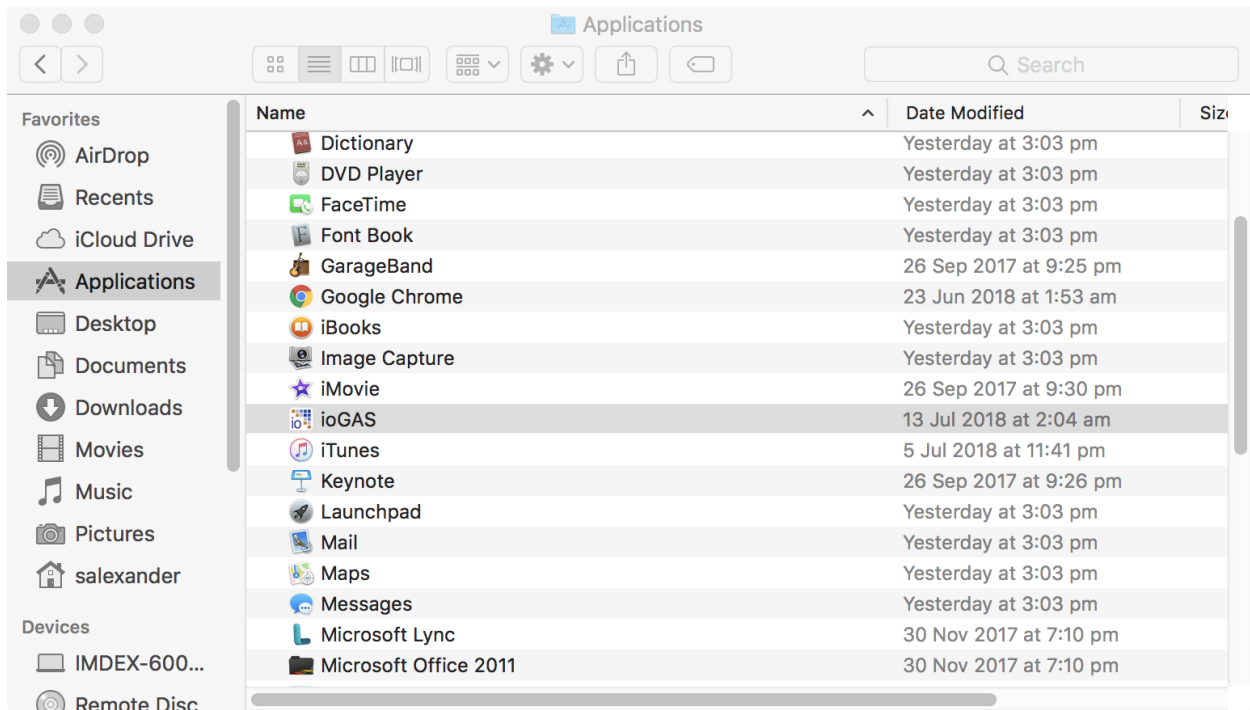 Applications
Search
Favorites
AirDrop
Recents
iCloud Drive
Applications
Desktop
Documents
Downloads
Movies
Music
Pictures
salexander
Devices
IMDEX-600...
Remote Disc
Name Date Modified
Dictionary Yesterday at 3:03 pm
DVD Player Yesterday at 3:03 pm
FaceTime Yesterday at 3:03 pm
Font Book Yesterday at 3:03 pm
GarageBand 26 Sep 2017 at 9:25 pm
Google Chrome 23 Jun 2018 at 1:53 am
iBooks Yesterday at 3:03 pm
Image Capture Yesterday at 3:03 pm
iMovie 26 Sep 2017 at 9:30 pm
ioGAS 13 Jul 2018 at 2:04 am
iTunes 5 Jul 2018 at 11:41 pm
Keynote 26 Sep 2017 at 9:26 pm
Launchpad Yesterday at 3:03 pm
Mail Yesterday at 3:03 pm
Maps Yesterday at 3:03 pm
Messages Yesterday at 3:03 pm
Microsoft Lync 30 Nov 2017 at 7:10 pm
Microsoft Office 2011 30 Nov 2017 at 7:10 pm